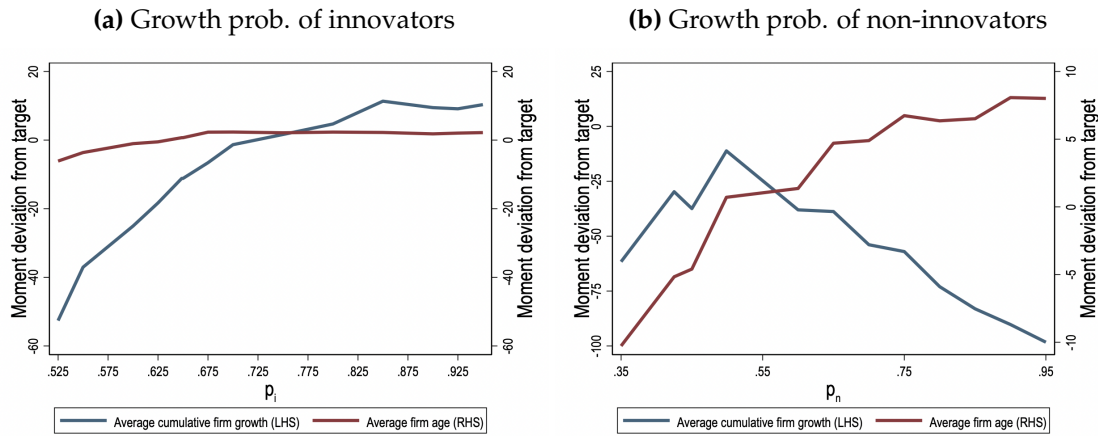 (a) Growth prob. of innovators
Moment deviation from target
20
0
-20
-40
-60
20
0
-20
-40
-60
Moment deviation from target
.525 .575 .625 .675 .725 .775 .825 .875 .925
p_i
Average cumulative firm growth (LHS) Average firm age (RHS)
(b) Growth prob. of non-innovators
Moment deviation from target
25
0
-25
-50
-75
-100
10
5
0
-5
-10
Moment deviation from target
.35 .55 .75 .95
p_n
Average cumulative firm growth (LHS) Average firm age (RHS)